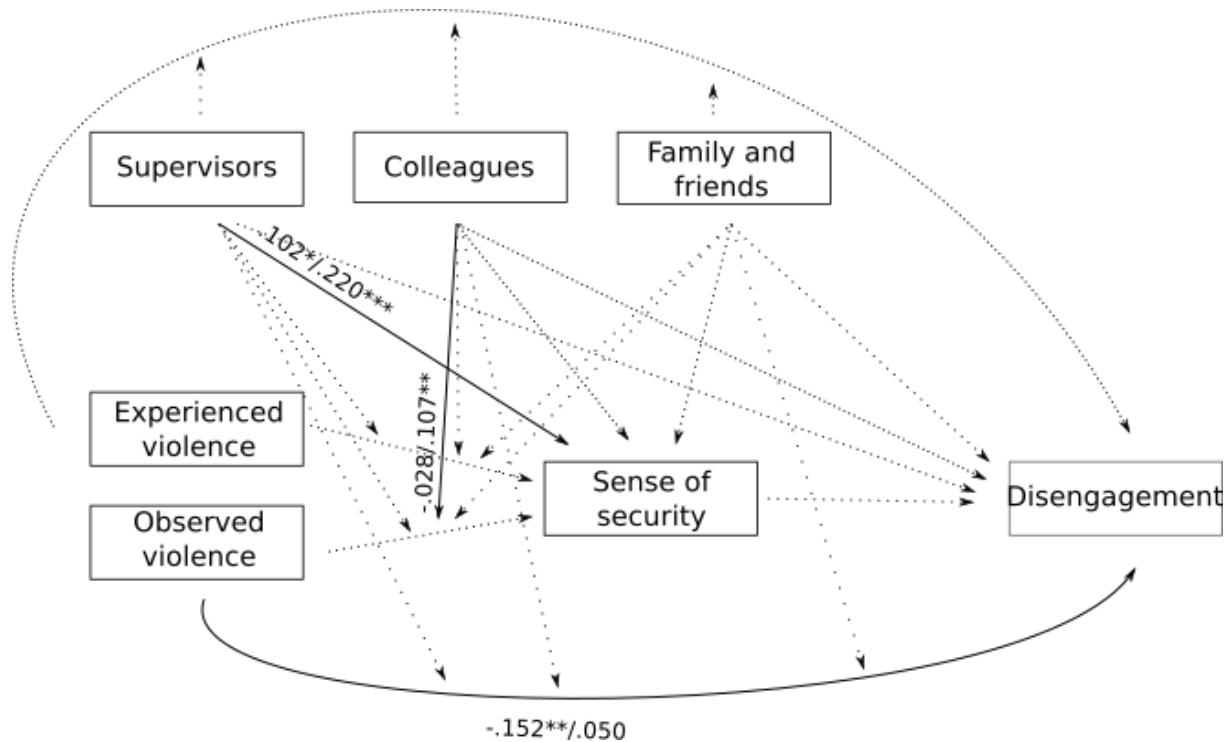 Supervisors
Colleagues
Family and
friends
.102*/.220***
-.028/.107**
Experienced
violence
Observed
violence
Sense of
security
Disengagement
-.152**/.050